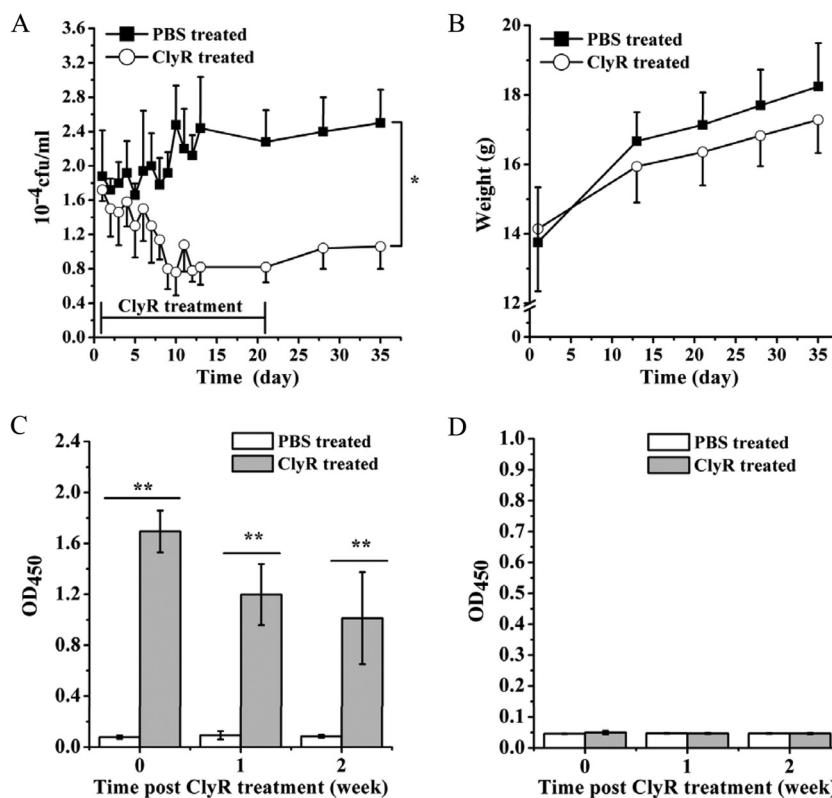 A
PBS treated
ClyR treated
3.6
3.2
2.8
2.4
2.0
1.6
1.2
0.8
0.4
0.0
10-4cfu/ml
*
ClyR treatment
0 5 10 15 20 25 30 35
Time (day)
B
PBS treated
ClyR treated
20
18
16
14
12
0
Weight (g)
0 5 10 15 20 25 30 35
Time (day)
C
PBS treated
ClyR treated
2.4
2.0
1.6
1.2
0.8
0.4
0.0
OD450
** ** **
0 1 2
Time post ClyR treatment (week)
D
PBS treated
ClyR treated
1.0
0.9
0.8
0.7
0.6
0.5
0.4
0.3
0.2
0.1
0.0
OD450
0 1 2
Time post ClyR treatment (week)